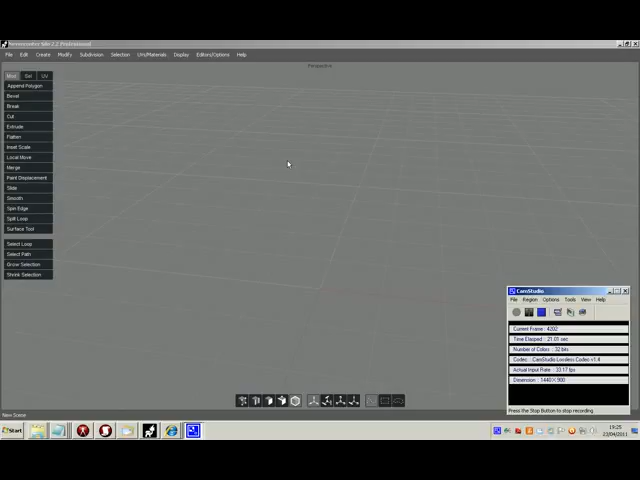 Nevercenter Silo 2.2 Professional
File Edit Create Modify Subdivision Selection UVs/Materials Display Editors/Options Help
Perspective
Mod Sel UV
Append Polygon
Bevel
Break
Cut
Extrude
Flatten
Inset Scale
Local Move
Merge
Paint Displacement
Slide
Smooth
Spin Edge
Split Loop
Surface Tool
Select Loop
Select Path
Grow Selection
Shrink Selection
CamStudio
File Region Options Tools View Help
Current Frame : 4202
Time Elapsed : 21.01 sec
Number of Colors : 32 bits
Codec : CamStudio Lossless Codec v1.4
Actual Input Rate : 33.17 fps
Dimension : 1440X900
Press the Stop Button to stop recording
New Scene
Start
19:25
23/04/2011